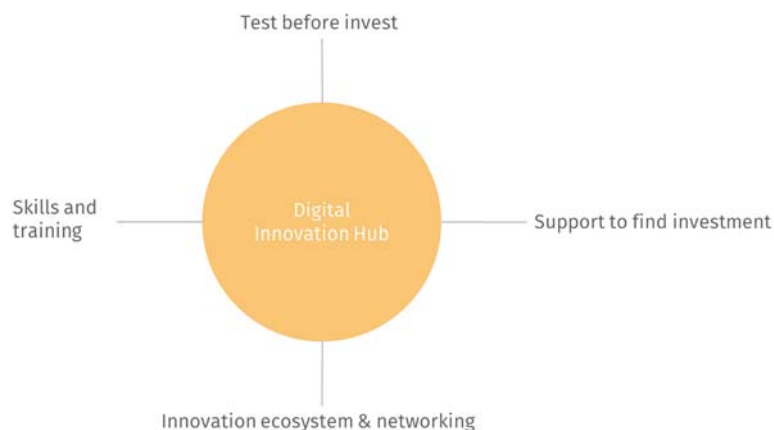 Test before invest
Skills and
training
Digital
Innovation Hub
Support to find investment
Innovation ecosystem & networking